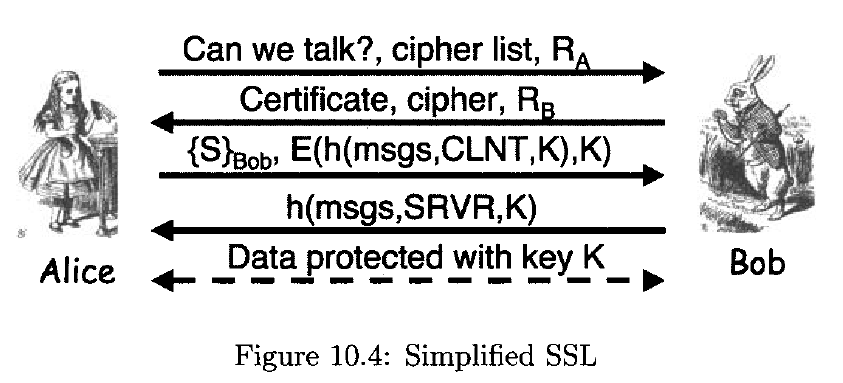 Can we talk?, cipher list, R_A
Certificate, cipher, R_B
{S}_Bob, E(h(msgs,CLNT,K),K)
h(msgs,SRVR,K)
Data protected with key K
Alice
Bob
Figure 10.4: Simplified SSL